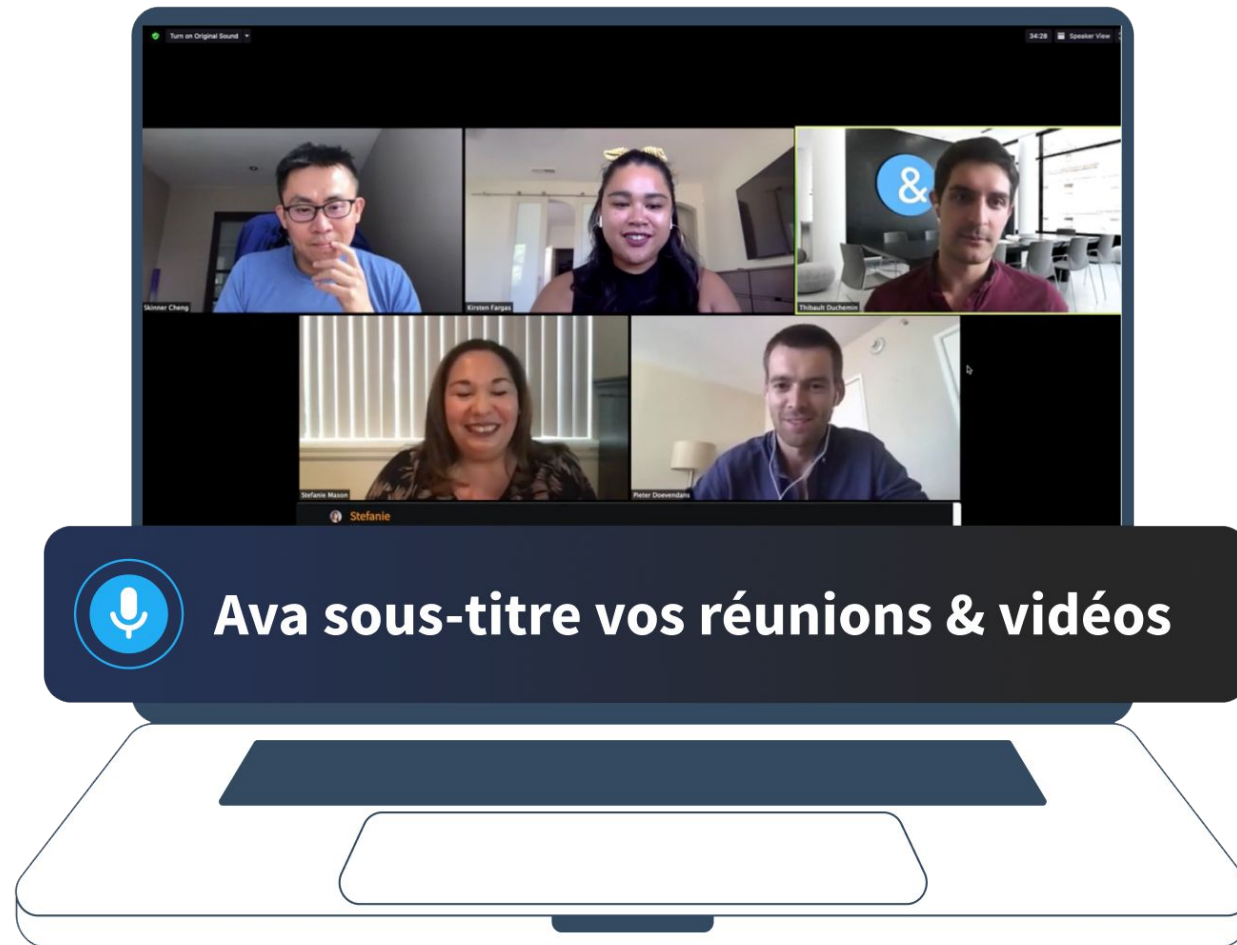 Turn on Original Sound
34:28 Speaker View
&
Skinner Cheng
Kirsten Fargas
Thibault Duchemin
Stefanie Mason
Pieter Doevendans
Stefanie
Ava sous-titre vos réunions & vidéos